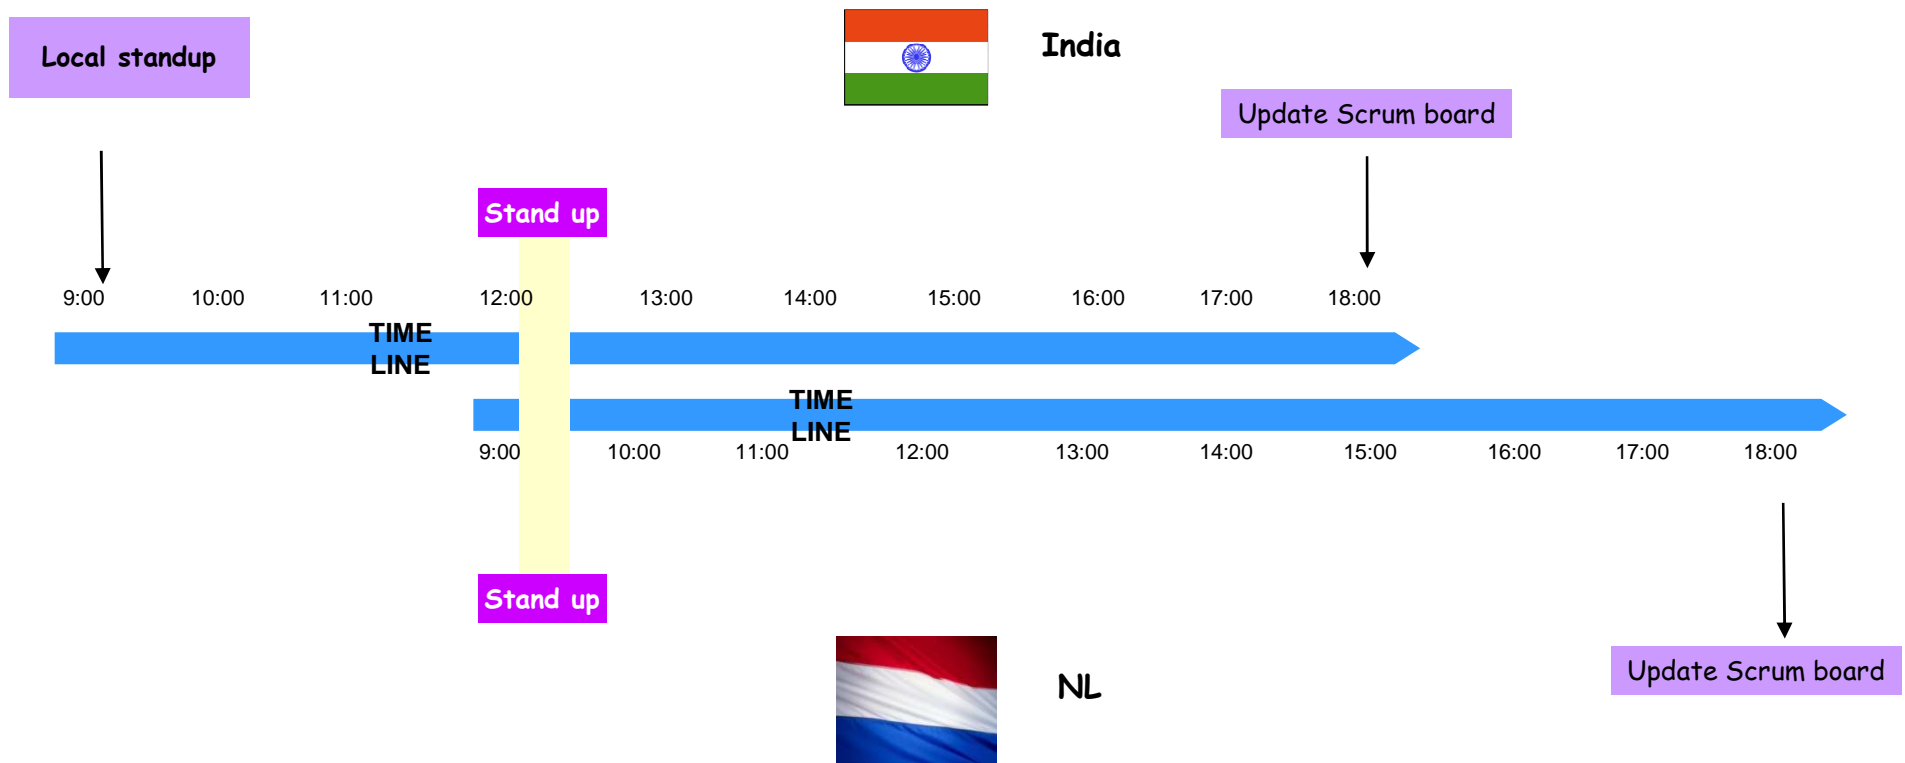 Local standup
India
Update Scrum board
Stand up
9:00 10:00 11:00 12:00 13:00 14:00 15:00 16:00 17:00 18:00
TIME
LINE
TIME
LINE
9:00 10:00 11:00 12:00 13:00 14:00 15:00 16:00 17:00 18:00
Stand up
Update Scrum board
NL